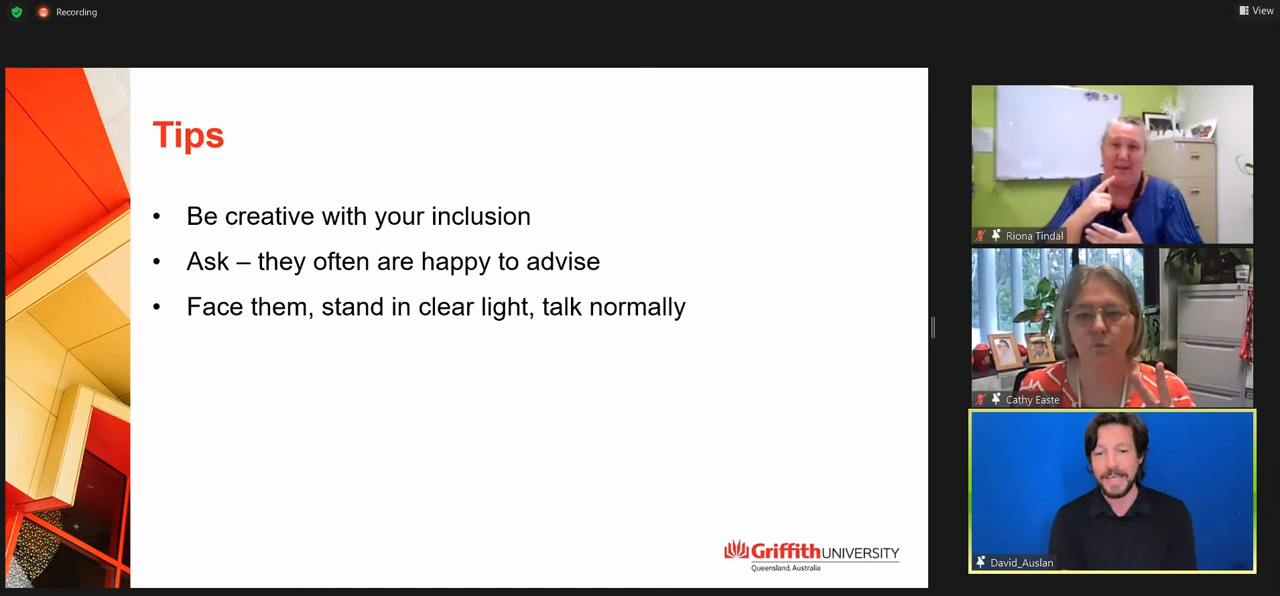 Recording
View
Tips
• Be creative with your inclusion
• Ask – they often are happy to advise
• Face them, stand in clear light, talk normally
Griffith UNIVERSITY
Queensland, Australia
Riona Tindal
Cathy Easte
David_Auslan